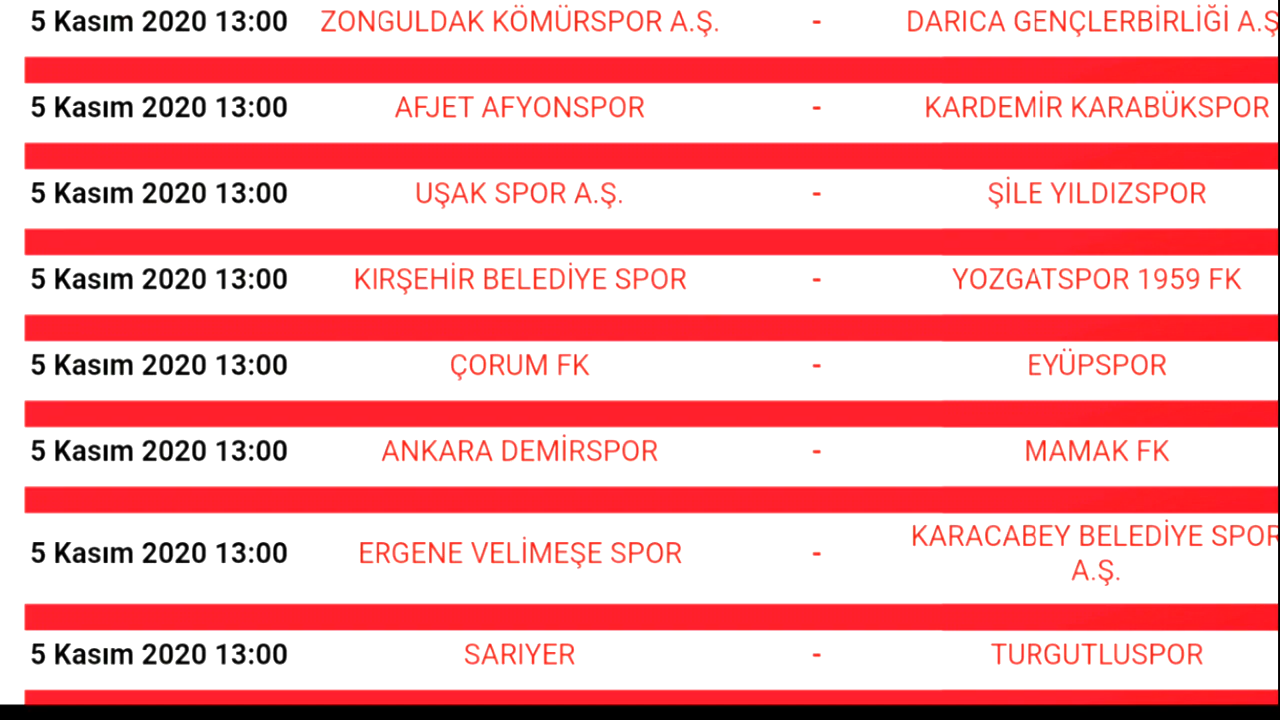 5 Kasım 2020 13:00 ZONGULDAK KÖMÜRSPOR A.Ş. - DARICA GENÇLERBİRLİĞİ A.Ş
5 Kasım 2020 13:00 AFJET AFYONSPOR - KARDEMİR KARABÜKSPOR
5 Kasım 2020 13:00 UŞAK SPOR A.Ş. - ŞİLE YILDIZSPOR
5 Kasım 2020 13:00 KIRŞEHİR BELEDİYE SPOR - YOZGATSPOR 1959 FK
5 Kasım 2020 13:00 ÇORUM FK - EYÜPSPOR
5 Kasım 2020 13:00 ANKARA DEMİRSPOR - MAMAK FK
5 Kasım 2020 13:00 ERGENE VELİMEŞE SPOR - KARACABEY BELEDİYE SPOR
A.Ş.
5 Kasım 2020 13:00 SARIYER - TURGUTLUSPOR